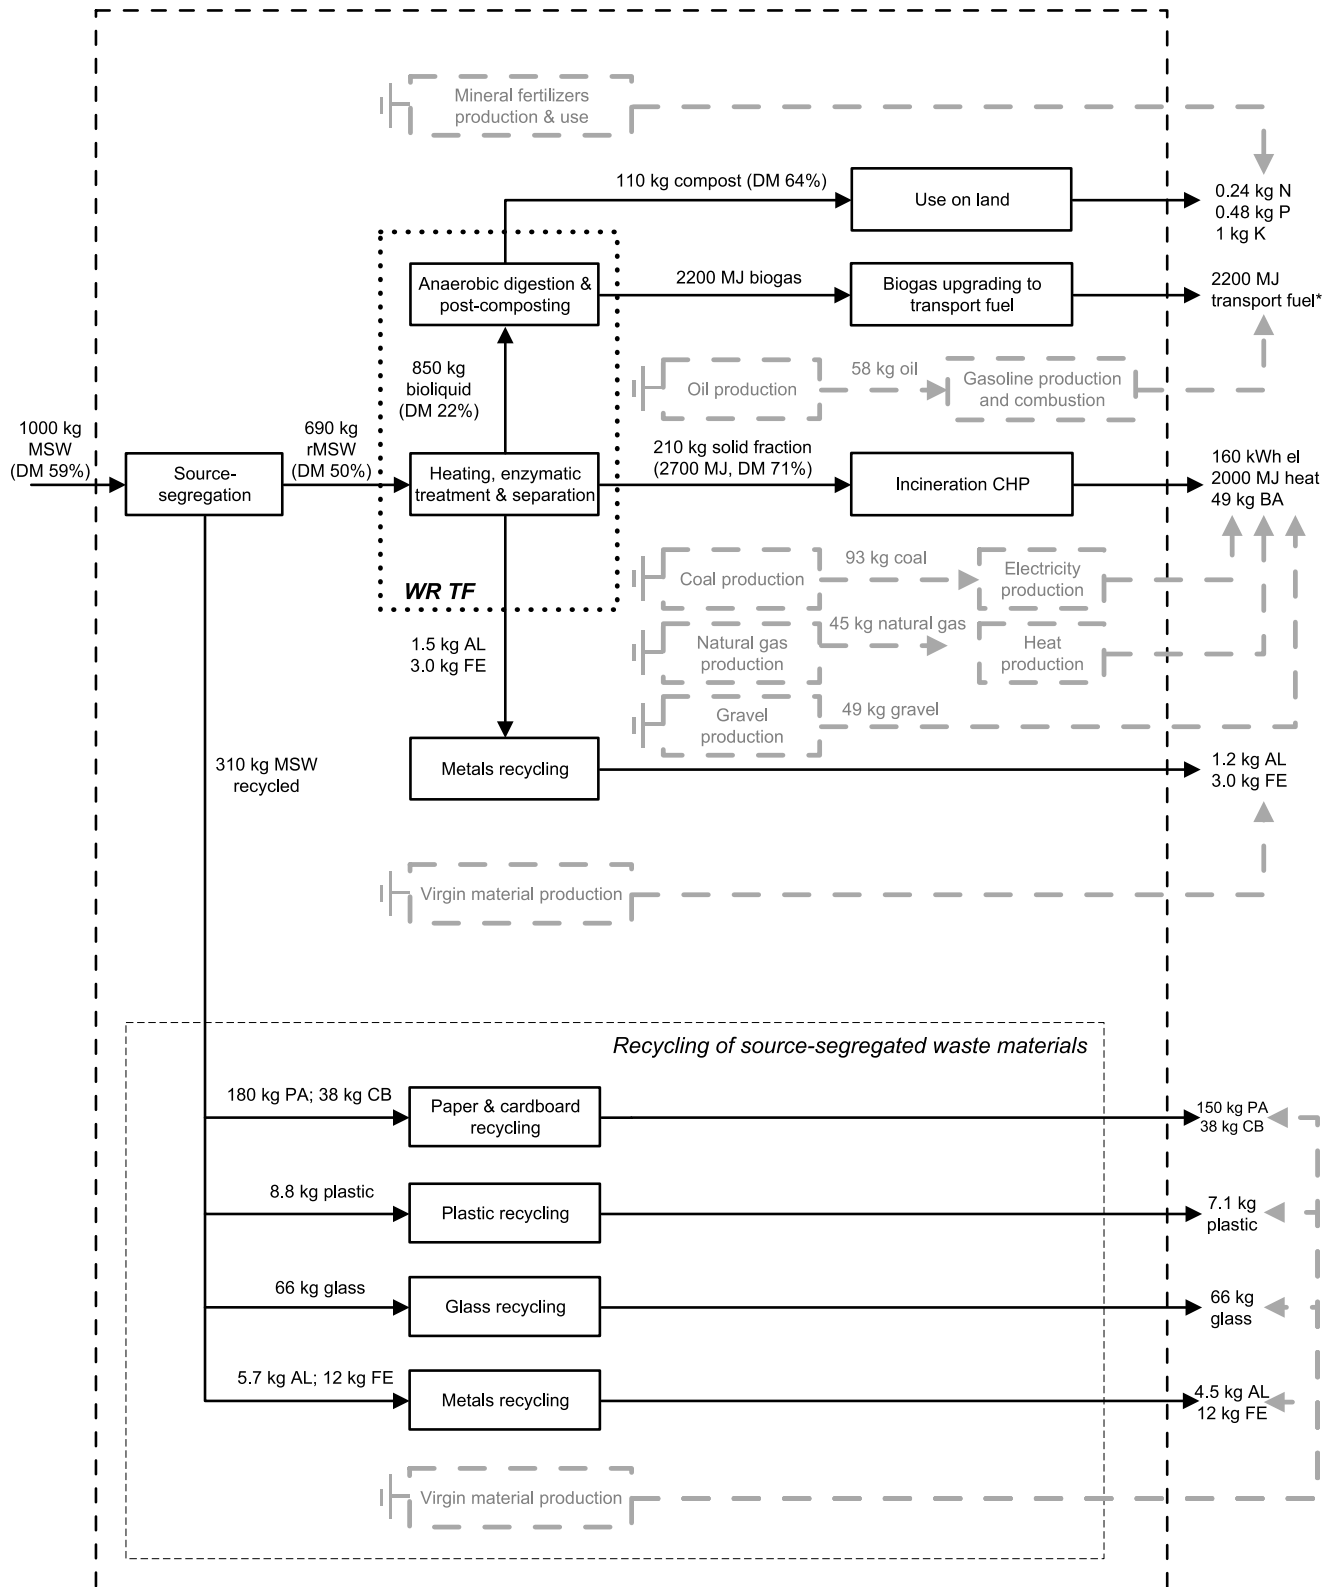 Mineral fertilizers
production & use
110 kg compost (DM 64%)
Use on land
0.24 kg N
0.48 kg P
1 kg K
Anaerobic digestion &
post-composting
2200 MJ biogas
Biogas upgrading to
transport fuel
2200 MJ
transport fuel*
850 kg
bioliquid
(DM 22%)
Oil production
58 kg oil
Gasoline production
and combustion
1000 kg
MSW
(DM 59%)
Source-
segregation
690 kg
rMSW
(DM 50%)
Heating, enzymatic
treatment & separation
210 kg solid fraction
(2700 MJ, DM 71%)
Incineration CHP
160 kWh el
2000 MJ heat
49 kg BA
WR TF
Coal production
93 kg coal
Electricity
production
1.5 kg AL
3.0 kg FE
Natural gas
production
45 kg natural gas
Heat
production
Gravel
production
49 kg gravel
310 kg MSW
recycled
Metals recycling
1.2 kg AL
3.0 kg FE
Virgin material production
Recycling of source-segregated waste materials
180 kg PA; 38 kg CB
Paper & cardboard
recycling
150 kg PA
38 kg CB
8.8 kg plastic
Plastic recycling
7.1 kg
plastic
66 kg glass
Glass recycling
66 kg
glass
5.7 kg AL; 12 kg FE
Metals recycling
4.5 kg AL
12 kg FE
Virgin material production